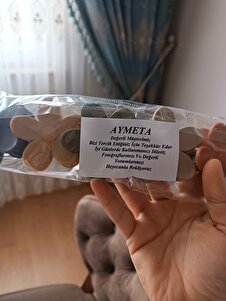 AYMETA
Değerli Müşterimiz
Bizi Tercih Ettiğiniz İçin Teşekkür Eder
İyi Günlerde Kullanmanızı Dileriz
Fotoğraflarınızı Ve Değerli
Yorumlarınızı
Heyecanla Bekliyoruz